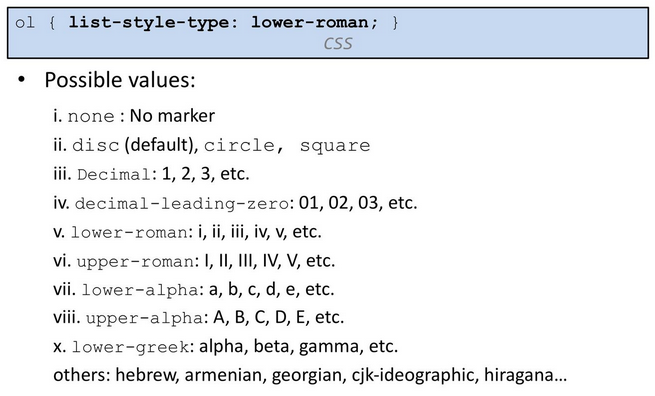 ol { list-style-type: lower-roman; }
CSS
• Possible values:
i. none : No marker
ii. disc (default), circle, square
iii. Decimal: 1, 2, 3, etc.
iv. decimal-leading-zero: 01, 02, 03, etc.
v. lower-roman: i, ii, iii, iv, v, etc.
vi. upper-roman: I, II, III, IV, V, etc.
vii. lower-alpha: a, b, c, d, e, etc.
viii. upper-alpha: A, B, C, D, E, etc.
x. lower-greek: alpha, beta, gamma, etc.
others: hebrew, armenian, georgian, cjk-ideographic, hiragana…